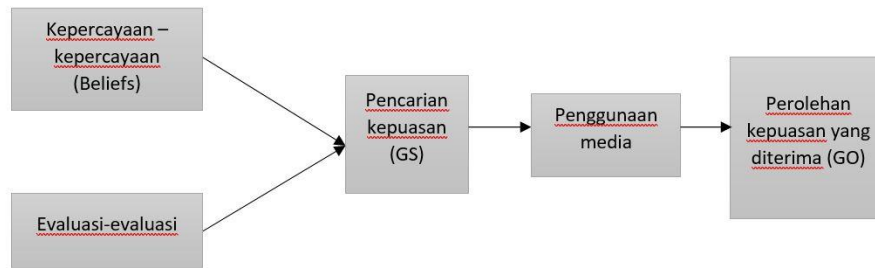 Kepercayaan –
kepercayaan
(Beliefs)
Evaluasi-evaluasi
Pencarian
kepuasan
(GS)
Penggunaan
media
Perolehan
kepuasan yang
diterima (GO)